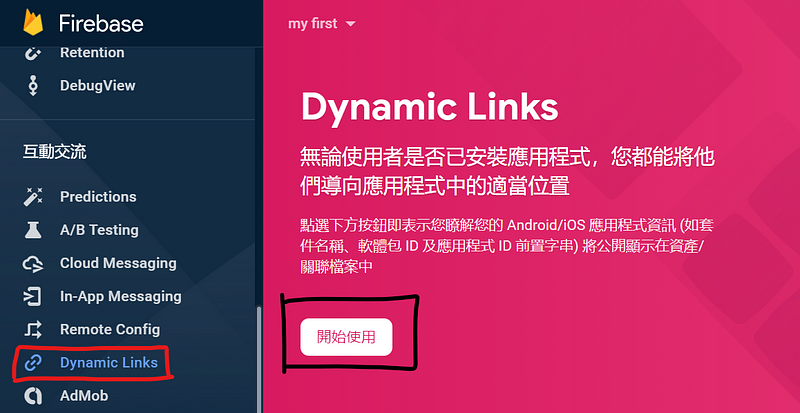 Firebase
Retention
DebugView
互動交流
Predictions
A/B Testing
Cloud Messaging
In-App Messaging
Remote Config
Dynamic Links
AdMob
my first
Dynamic Links
無論使用者是否已安裝應用程式，您都能將他
們導向應用程式中的適當位置
點選下方按鈕即表示您瞭解您的 Android/iOS 應用程式資訊 (如套
件名稱、軟體包 ID 及應用程式 ID 前置字串) 將公開顯示在資產/
關聯檔案中
開始使用